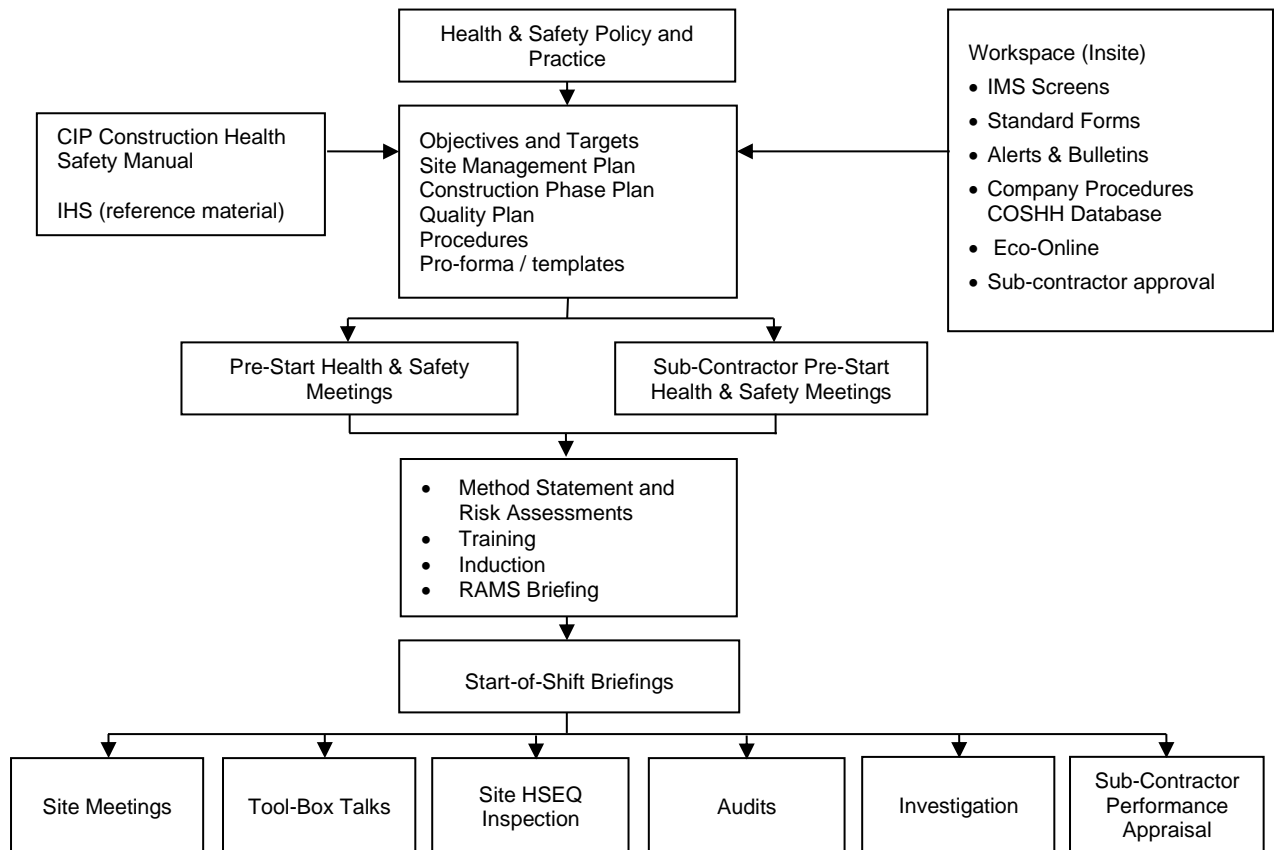 Health & Safety Policy and
Practice
CIP Construction Health
Safety Manual
IHS (reference material)
Objectives and Targets
Site Management Plan
Construction Phase Plan
Quality Plan
Procedures
Pro-forma / templates
Workspace (Insite)
• IMS Screens
• Standard Forms
• Alerts & Bulletins
• Company Procedures
COSHH Database
• Eco-Online
• Sub-contractor approval
Pre-Start Health & Safety
Meetings
Sub-Contractor Pre-Start
Health & Safety Meetings
• Method Statement and
Risk Assessments
• Training
• Induction
• RAMS Briefing
Start-of-Shift Briefings
Site Meetings
Tool-Box Talks
Site HSEQ
Inspection
Audits
Investigation
Sub-Contractor
Performance
Appraisal